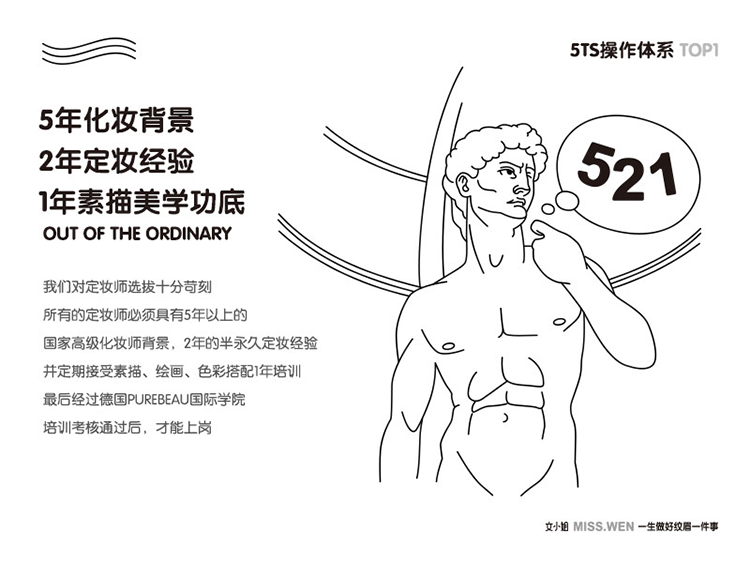 5TS操作体系 TOP1
5年化妆背景
2年定妆经验
1年素描美学功底
OUT OF THE ORDINARY
521
我们对定妆师选拔十分苛刻
所有的定妆师必须具有5年以上的
国家高级化妆师背景，2年的半永久定妆经验
并定期接受素描、绘画、色彩搭配1年培训
最后经过德国PUREBEAU国际学院
培训考核通过后，才能上岗
文小姐 MISS.WEN 一生做好纹眉一件事